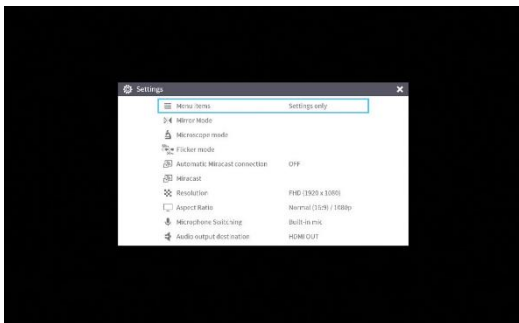 Settings
Menu items Settings only
Mirror Mode
Microscope mode
Flicker mode
Automatic Miracast connection OFF
Miracast
Resolution FHD (1920 x 1080)
Aspect Ratio Normal (16:9) / 1080p
Microphone Switching Built-in mic
Audio output destination HDMI OUT